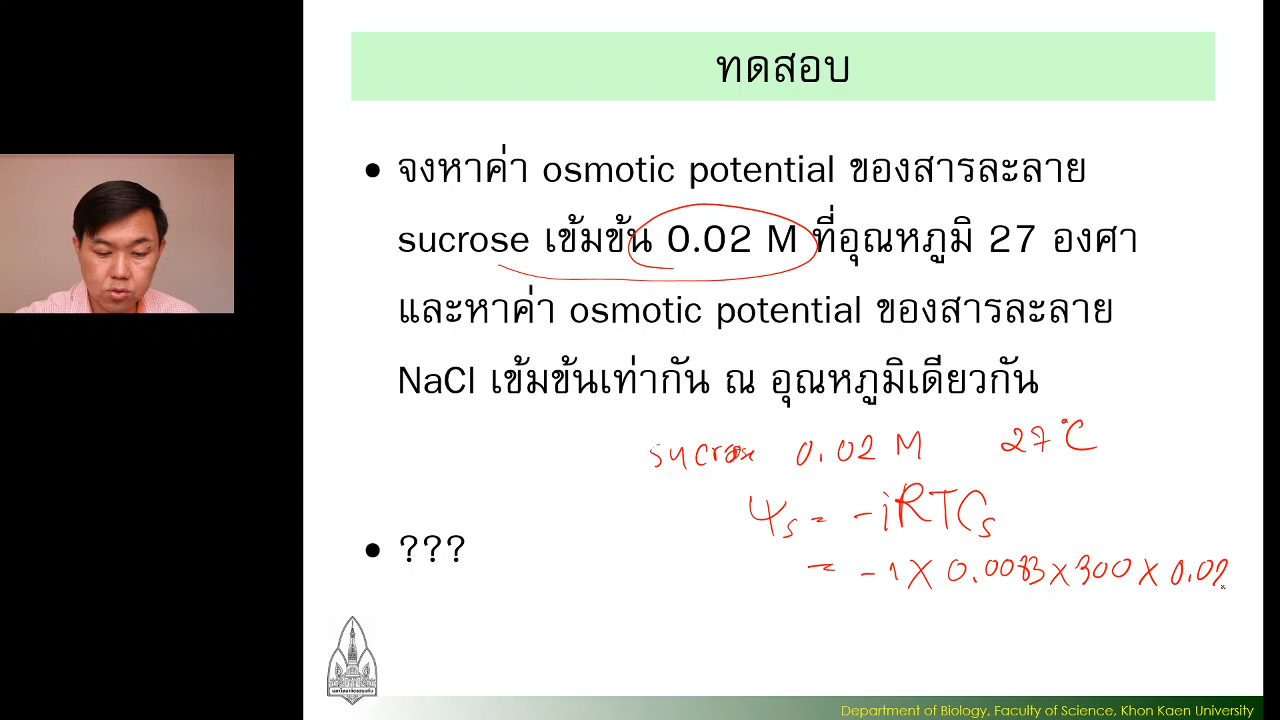 ทดสอบ
• จงหาค่า osmotic potential ของสารละลาย
sucrose เข้มข้น 0.02 M ที่อุณหภูมิ 27 องศา
และหาค่า osmotic potential ของสารละลาย
NaCl เข้มข้นเท่ากัน ณ อุณหภูมิเดียวกัน
sucrose 0.02 M 27 °C
Ψs = -iRTCs
= -1 × 0.0083 × 300 × 0.02
• ???
Department of Biology, Faculty of Science, Khon Kaen University